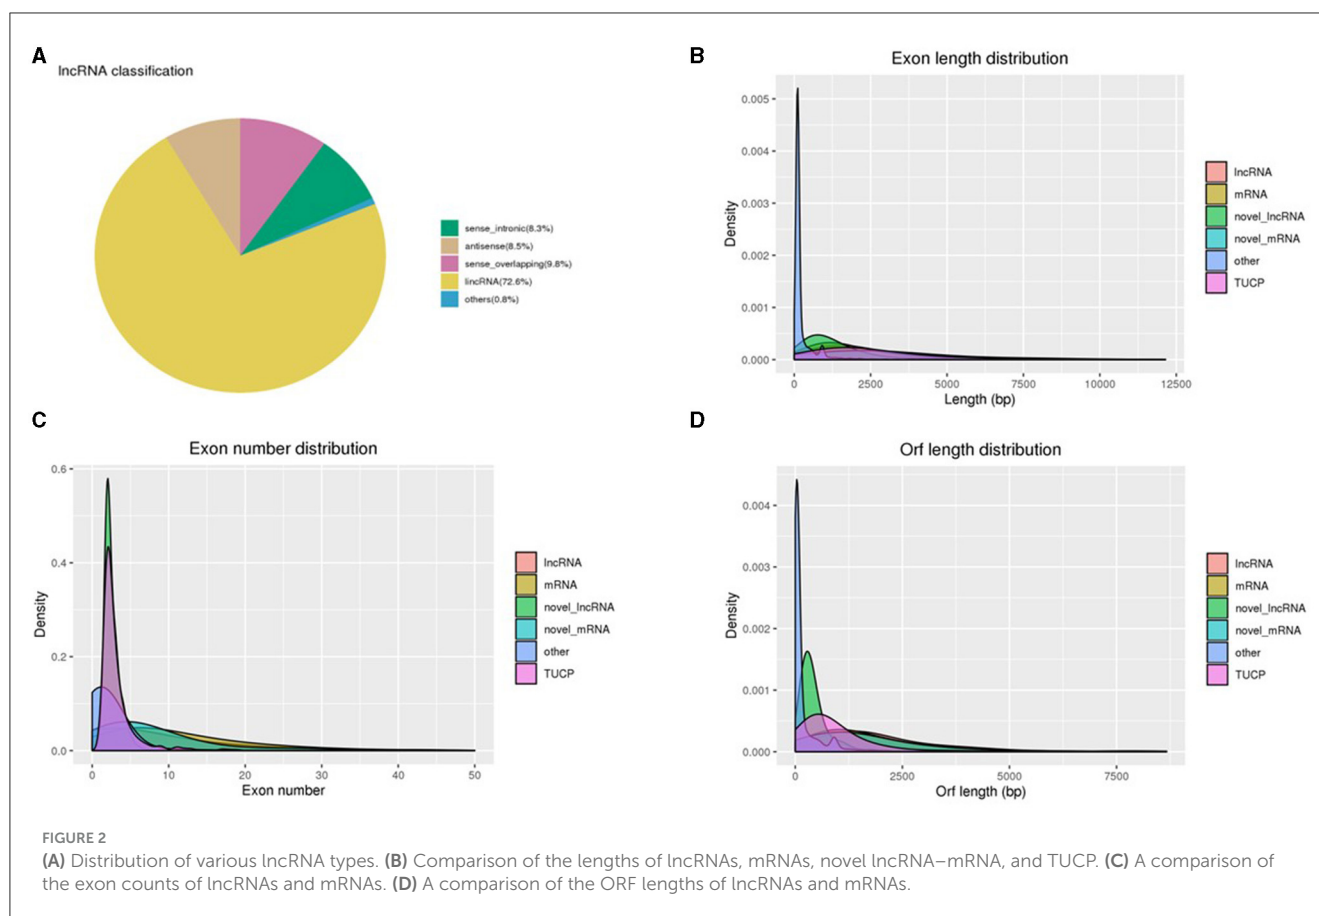 A
lncRNA classification
sense_intronic(8.3%)
antisense(8.5%)
sense_overlapping(9.8%)
lincRNA(72.6%)
others(0.8%)
B
Exon length distribution
Density
0.005
0.004
0.003
0.002
0.001
0.000
0
2500
5000
7500
10000
12500
Length (bp)
lncRNA
mRNA
novel_lncRNA
novel_mRNA
other
TUCP
C
Exon number distribution
Density
0.6
0.4
0.2
0.0
0
10
20
30
40
50
Exon number
lncRNA
mRNA
novel_lncRNA
novel_mRNA
other
TUCP
D
Orf length distribution
Density
0.004
0.003
0.002
0.001
0.000
0
2500
5000
7500
Orf length (bp)
lncRNA
mRNA
novel_lncRNA
novel_mRNA
other
TUCP
FIGURE 2
(A) Distribution of various lncRNA types. (B) Comparison of the lengths of lncRNAs, mRNAs, novel lncRNA–mRNA, and TUCP. (C) A comparison of
the exon counts of lncRNAs and mRNAs. (D) A comparison of the ORF lengths of lncRNAs and mRNAs.